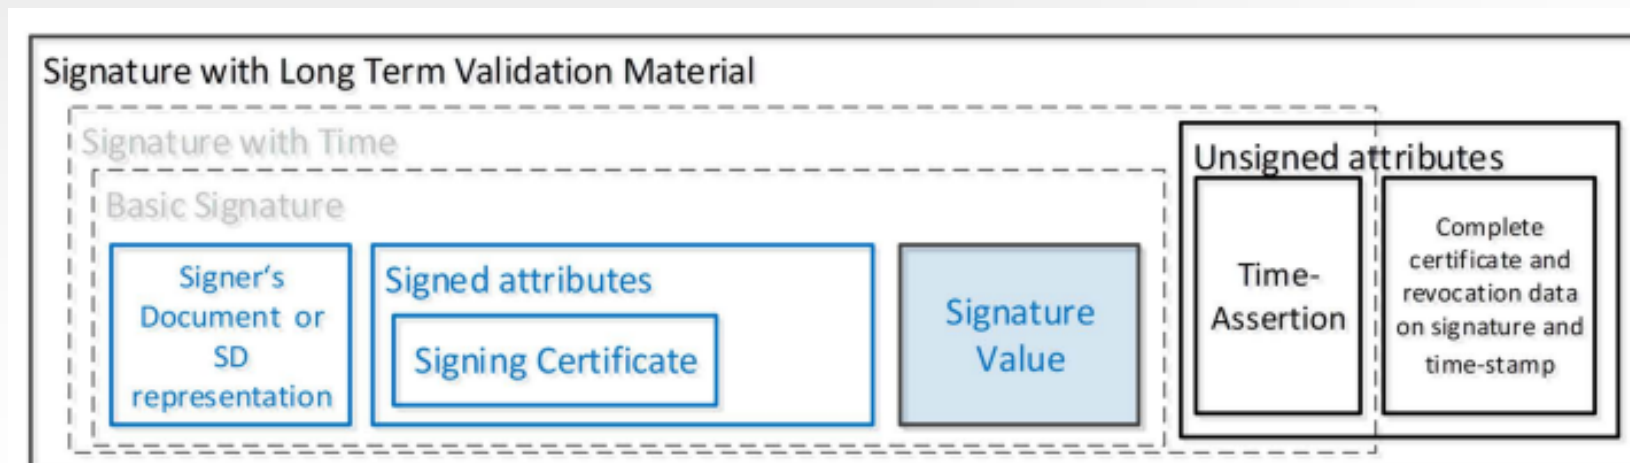 Signature with Long Term Validation Material
Signature with Time
Unsigned attributes
Basic Signature
Signer's
Document or
SD
representation
Signed attributes
Signing Certificate
Signature
Value
Time-
Assertion
Complete
certificate and
revocation data
on signature and
time-stamp